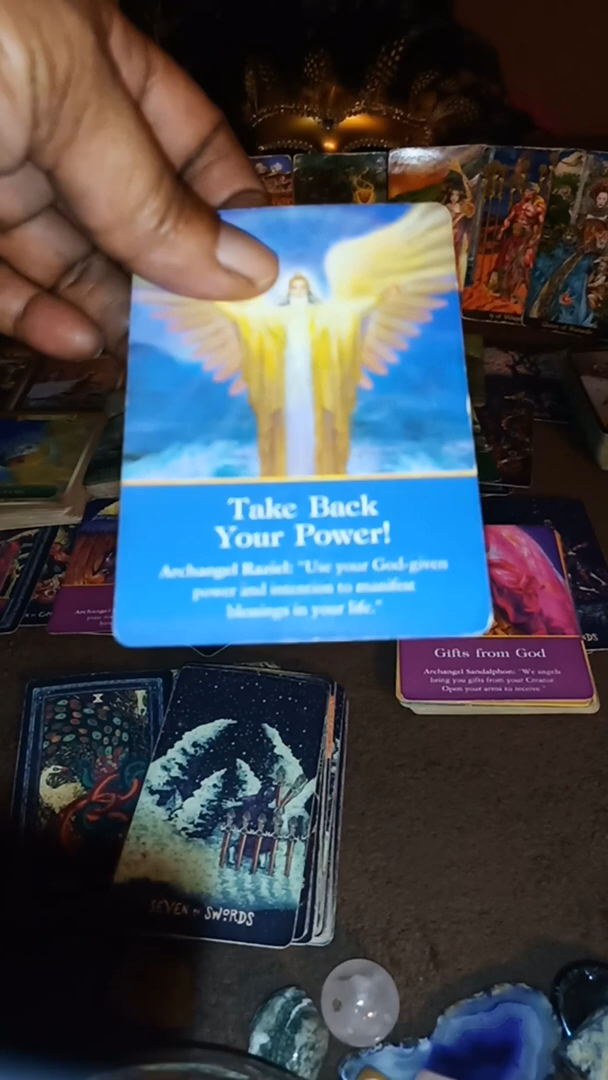 Take Back
Your Power!
Archangel Raziel: "Use your God-given
power and intention to manifest
blessings in your life."
Gifts from God
Archangel Sandalphon: "We angels
bring you gifts from your Creator
Open your arms to receive."
X
SEVEN OF SWORDS